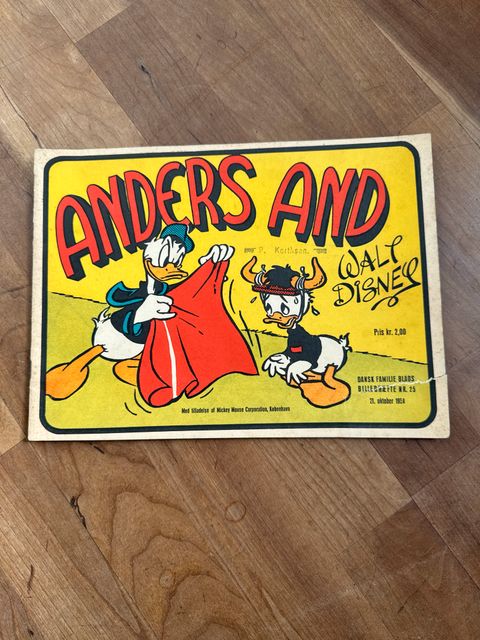 ANDERS AND
WALT
DISNEY
Pris kr. 2,00
DANSK FAMILIE BLADS
BILLEDHÆFTE NR. 25
21. oktober 1954
Med tilladelse af Mickey Mouse Corporation, København